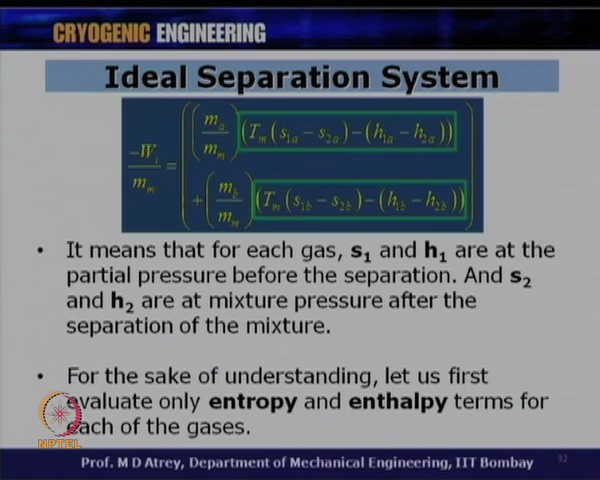 CRYOGENIC ENGINEERING
Ideal Separation System
-Wᵢ/mₘ = ( (mₐ/mₘ) (Tₘ(s₁ₐ − s₂ₐ) − (h₁ₐ − h₂ₐ))
+ (m_b/mₘ) (Tₘ(s₁b − s₂b) − (h₁b − h₂b)) )
• It means that for each gas, s₁ and h₁ are at the
partial pressure before the separation. And s₂
and h₂ are at mixture pressure after the
separation of the mixture.
• For the sake of understanding, let us first
evaluate only entropy and enthalpy terms for
each of the gases.
NPTEL
Prof. M D Atrey, Department of Mechanical Engineering, IIT Bombay
32